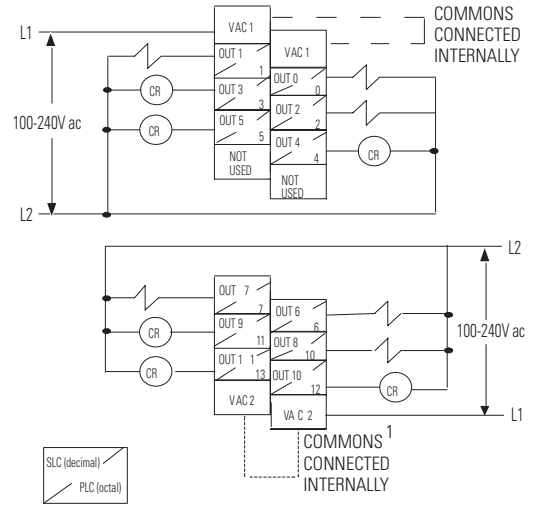 COMMONS
CONNECTED
INTERNALLY
L1
VAC 1
VAC 1
OUT 1
1
OUT 0
0
CR
OUT 3
3
OUT 2
2
100-240V ac
CR
OUT 5
5
OUT 4
4
CR
NOT
USED
NOT
USED
L2
L2
OUT 7
7
OUT 6
6
CR
OUT 9
11
OUT 8
10
100-240V ac
CR
OUT 1 1
13
OUT 10
12
CR
VAC 2
VA C 2
L1
COMMONS 1
CONNECTED
INTERNALLY
SLC (decimal)
PLC (octal)